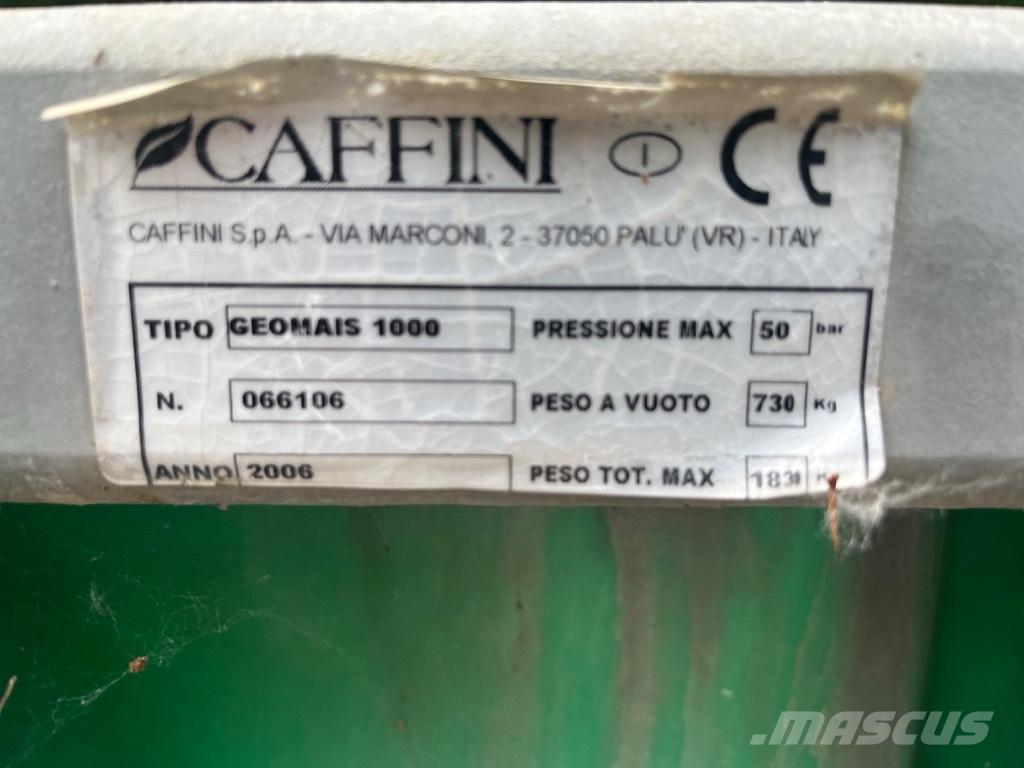 CAFFINI I CE
CAFFINI S.p.A. - VIA MARCONI, 2 - 37050 PALU' (VR) - ITALY
TIPO GEOMAIS 1000 PRESSIONE MAX 50 bar
N. 066106 PESO A VUOTO 730 Kg
ANNO 2006 PESO TOT. MAX
MASCUS